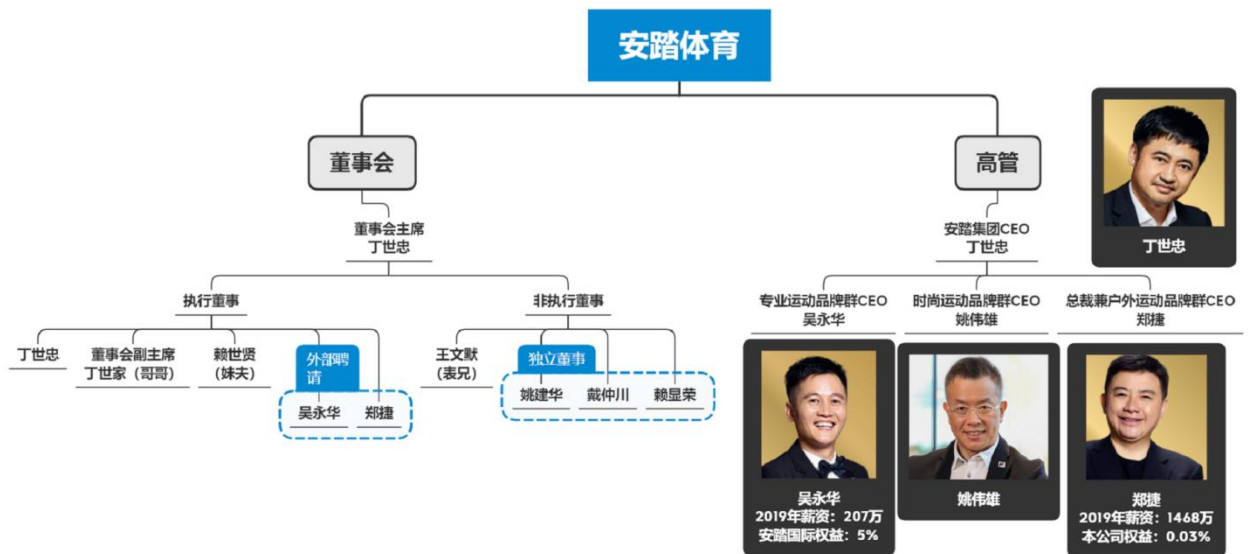 安踏体育
董事会
高管
丁世忠
董事会主席
丁世忠
安踏集团CEO
丁世忠
执行董事
非执行董事
专业运动品牌群CEO
吴永华
时尚运动品牌群CEO
姚伟雄
总裁兼户外运动品牌群CEO
郑捷
丁世忠
董事会副主席
丁世家（哥哥）
赖世贤
（妹夫）
外部聘
请
吴永华
郑捷
王文默
（表兄）
独立董事
姚建华
戴仲川
赖显荣
吴永华
2019年薪资：207万
安踏国际权益：5%
姚伟雄
郑捷
2019年薪资：1468万
本公司权益：0.03%